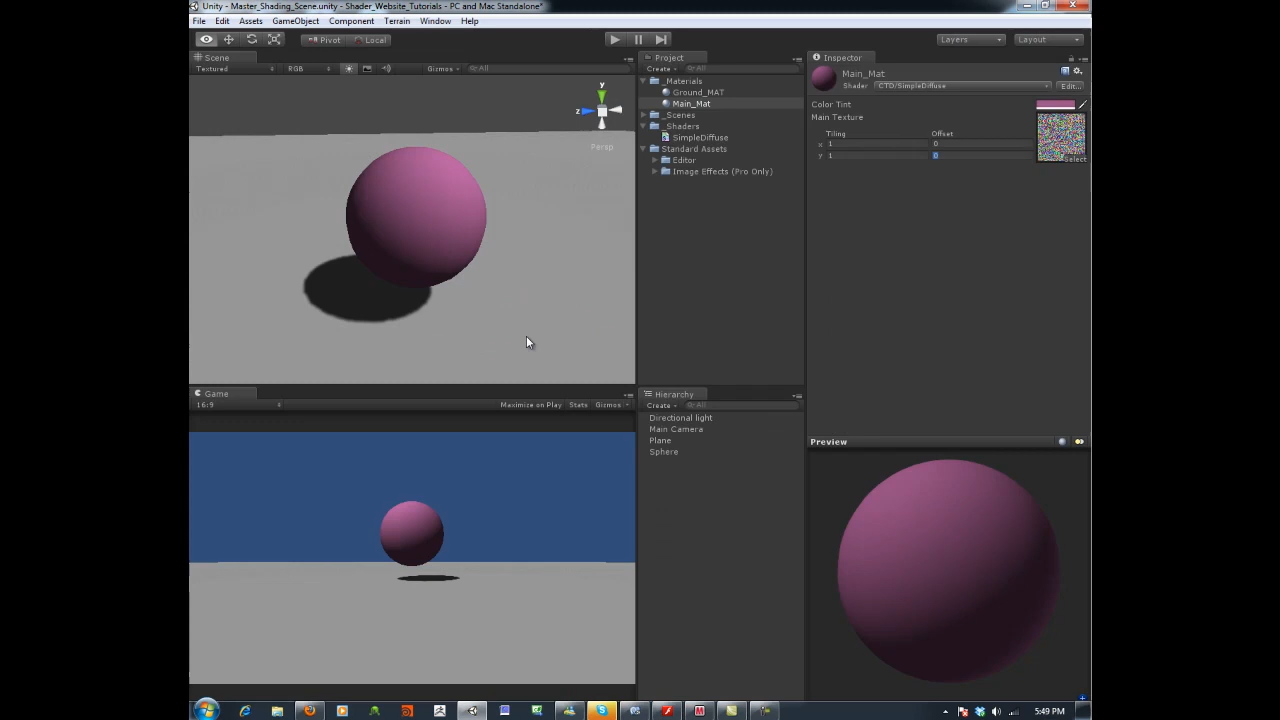 Unity - Master_Shading_Scene.unity - Shader_Website_Tutorials - PC and Mac Standalone*
File Edit Assets GameObject Component Terrain Window Help
Pivot Local Layers Layout
Scene
Textured RGB Gizmos All
y
z
Persp
Game
16:9 Maximize on Play Stats Gizmos
Project
Create All
_Materials
Ground_MAT
Main_Mat
_Scenes
_Shaders
SimpleDiffuse
Standard Assets
Editor
Image Effects (Pro Only)
Hierarchy
Create All
Directional light
Main Camera
Plane
Sphere
Inspector
Main_Mat
Shader CTD/SimpleDiffuse Edit...
Color Tint
Main Texture
Tiling Offset
x 1 0
y 1 0
Select
Preview
5:49 PM